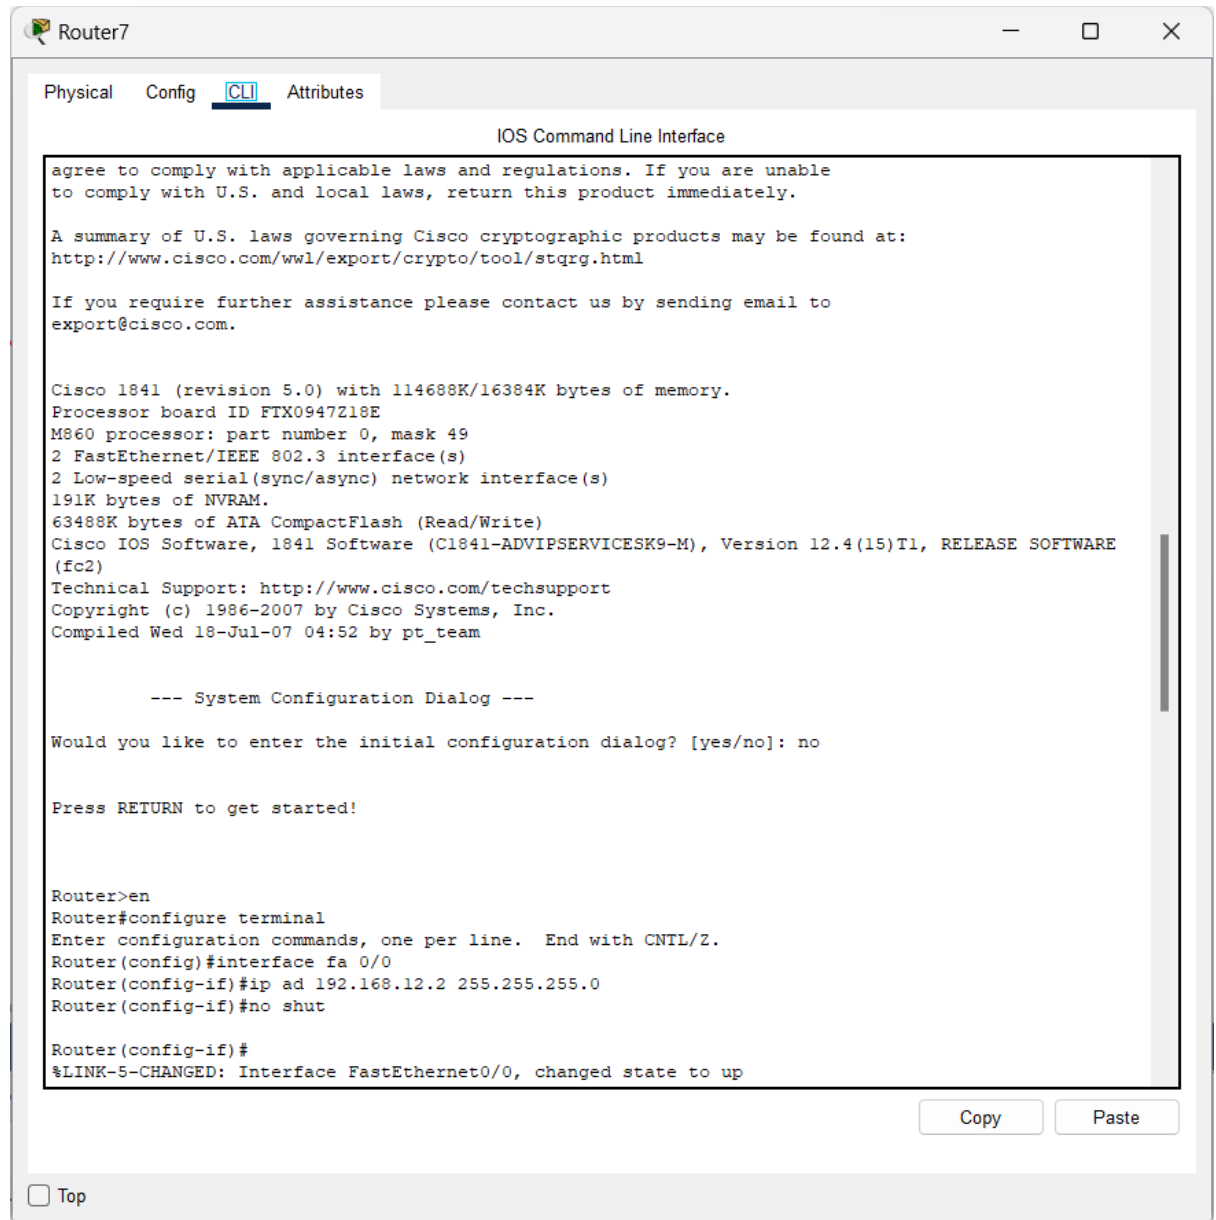 Router7
Physical Config CLI Attributes
IOS Command Line Interface
agree to comply with applicable laws and regulations. If you are unable
to comply with U.S. and local laws, return this product immediately.
A summary of U.S. laws governing Cisco cryptographic products may be found at:
http://www.cisco.com/wwl/export/crypto/tool/stqrg.html
If you require further assistance please contact us by sending email to
export@cisco.com.
Cisco 1841 (revision 5.0) with 114688K/16384K bytes of memory.
Processor board ID FTX0947Z18E
M860 processor: part number 0, mask 49
2 FastEthernet/IEEE 802.3 interface(s)
2 Low-speed serial(sync/async) network interface(s)
191K bytes of NVRAM.
63488K bytes of ATA CompactFlash (Read/Write)
Cisco IOS Software, 1841 Software (C1841-ADVIPSERVICESK9-M), Version 12.4(15)T1, RELEASE SOFTWARE
(fc2)
Technical Support: http://www.cisco.com/techsupport
Copyright (c) 1986-2007 by Cisco Systems, Inc.
Compiled Wed 18-Jul-07 04:52 by pt_team
--- System Configuration Dialog ---
Would you like to enter the initial configuration dialog? [yes/no]: no
Press RETURN to get started!
Router>en
Router#configure terminal
Enter configuration commands, one per line.  End with CNTL/Z.
Router(config)#interface fa 0/0
Router(config-if)#ip ad 192.168.12.2 255.255.255.0
Router(config-if)#no shut
Router(config-if)#
%LINK-5-CHANGED: Interface FastEthernet0/0, changed state to up
Copy Paste
Top